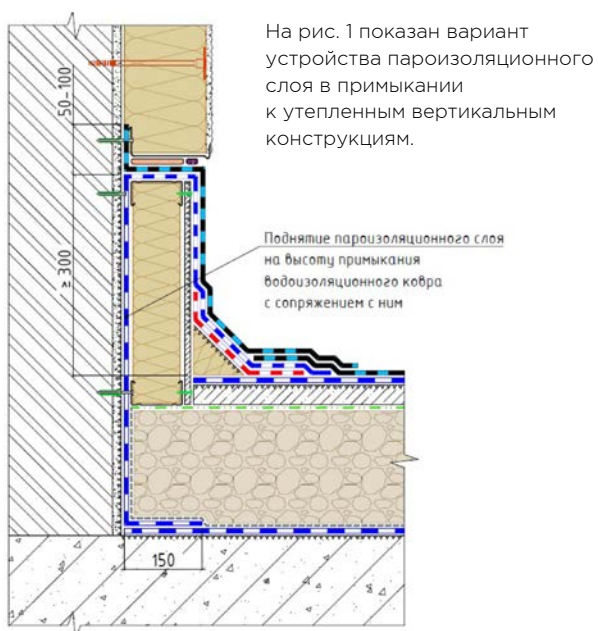 На рис. 1 показан вариант
устройства пароизоляционного
слоя в примыкании
к утепленным вертикальным
конструкциям.
50–100
Поднятие пароизоляционного слоя
на высоту примыкания
водоизоляционного ковра
с сопряжением с ним
≥300
150